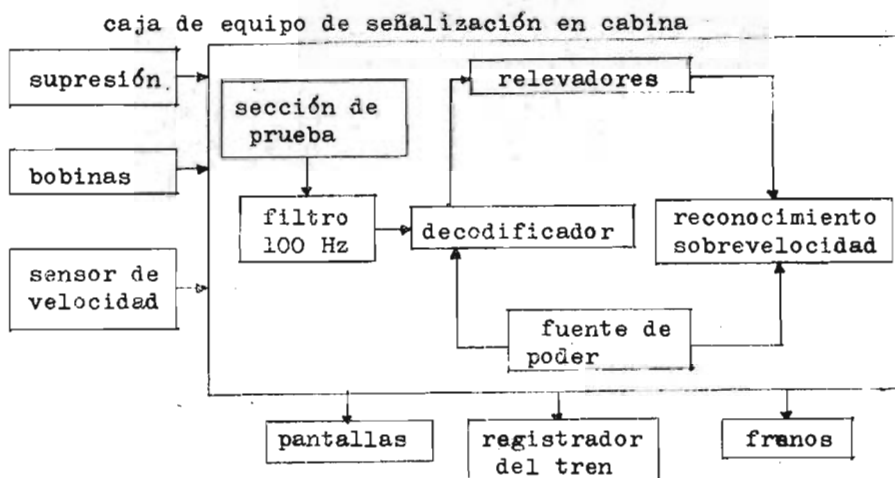 caja de equipo de señalización en cabina
supresión
relevadores
sección de
prueba
bobinas
filtro
100 Hz
decodificador
reconocimiento
sobrevelocidad
sensor de
velocidad
fuente de
poder
pantallas
registrador
del tren
frenos